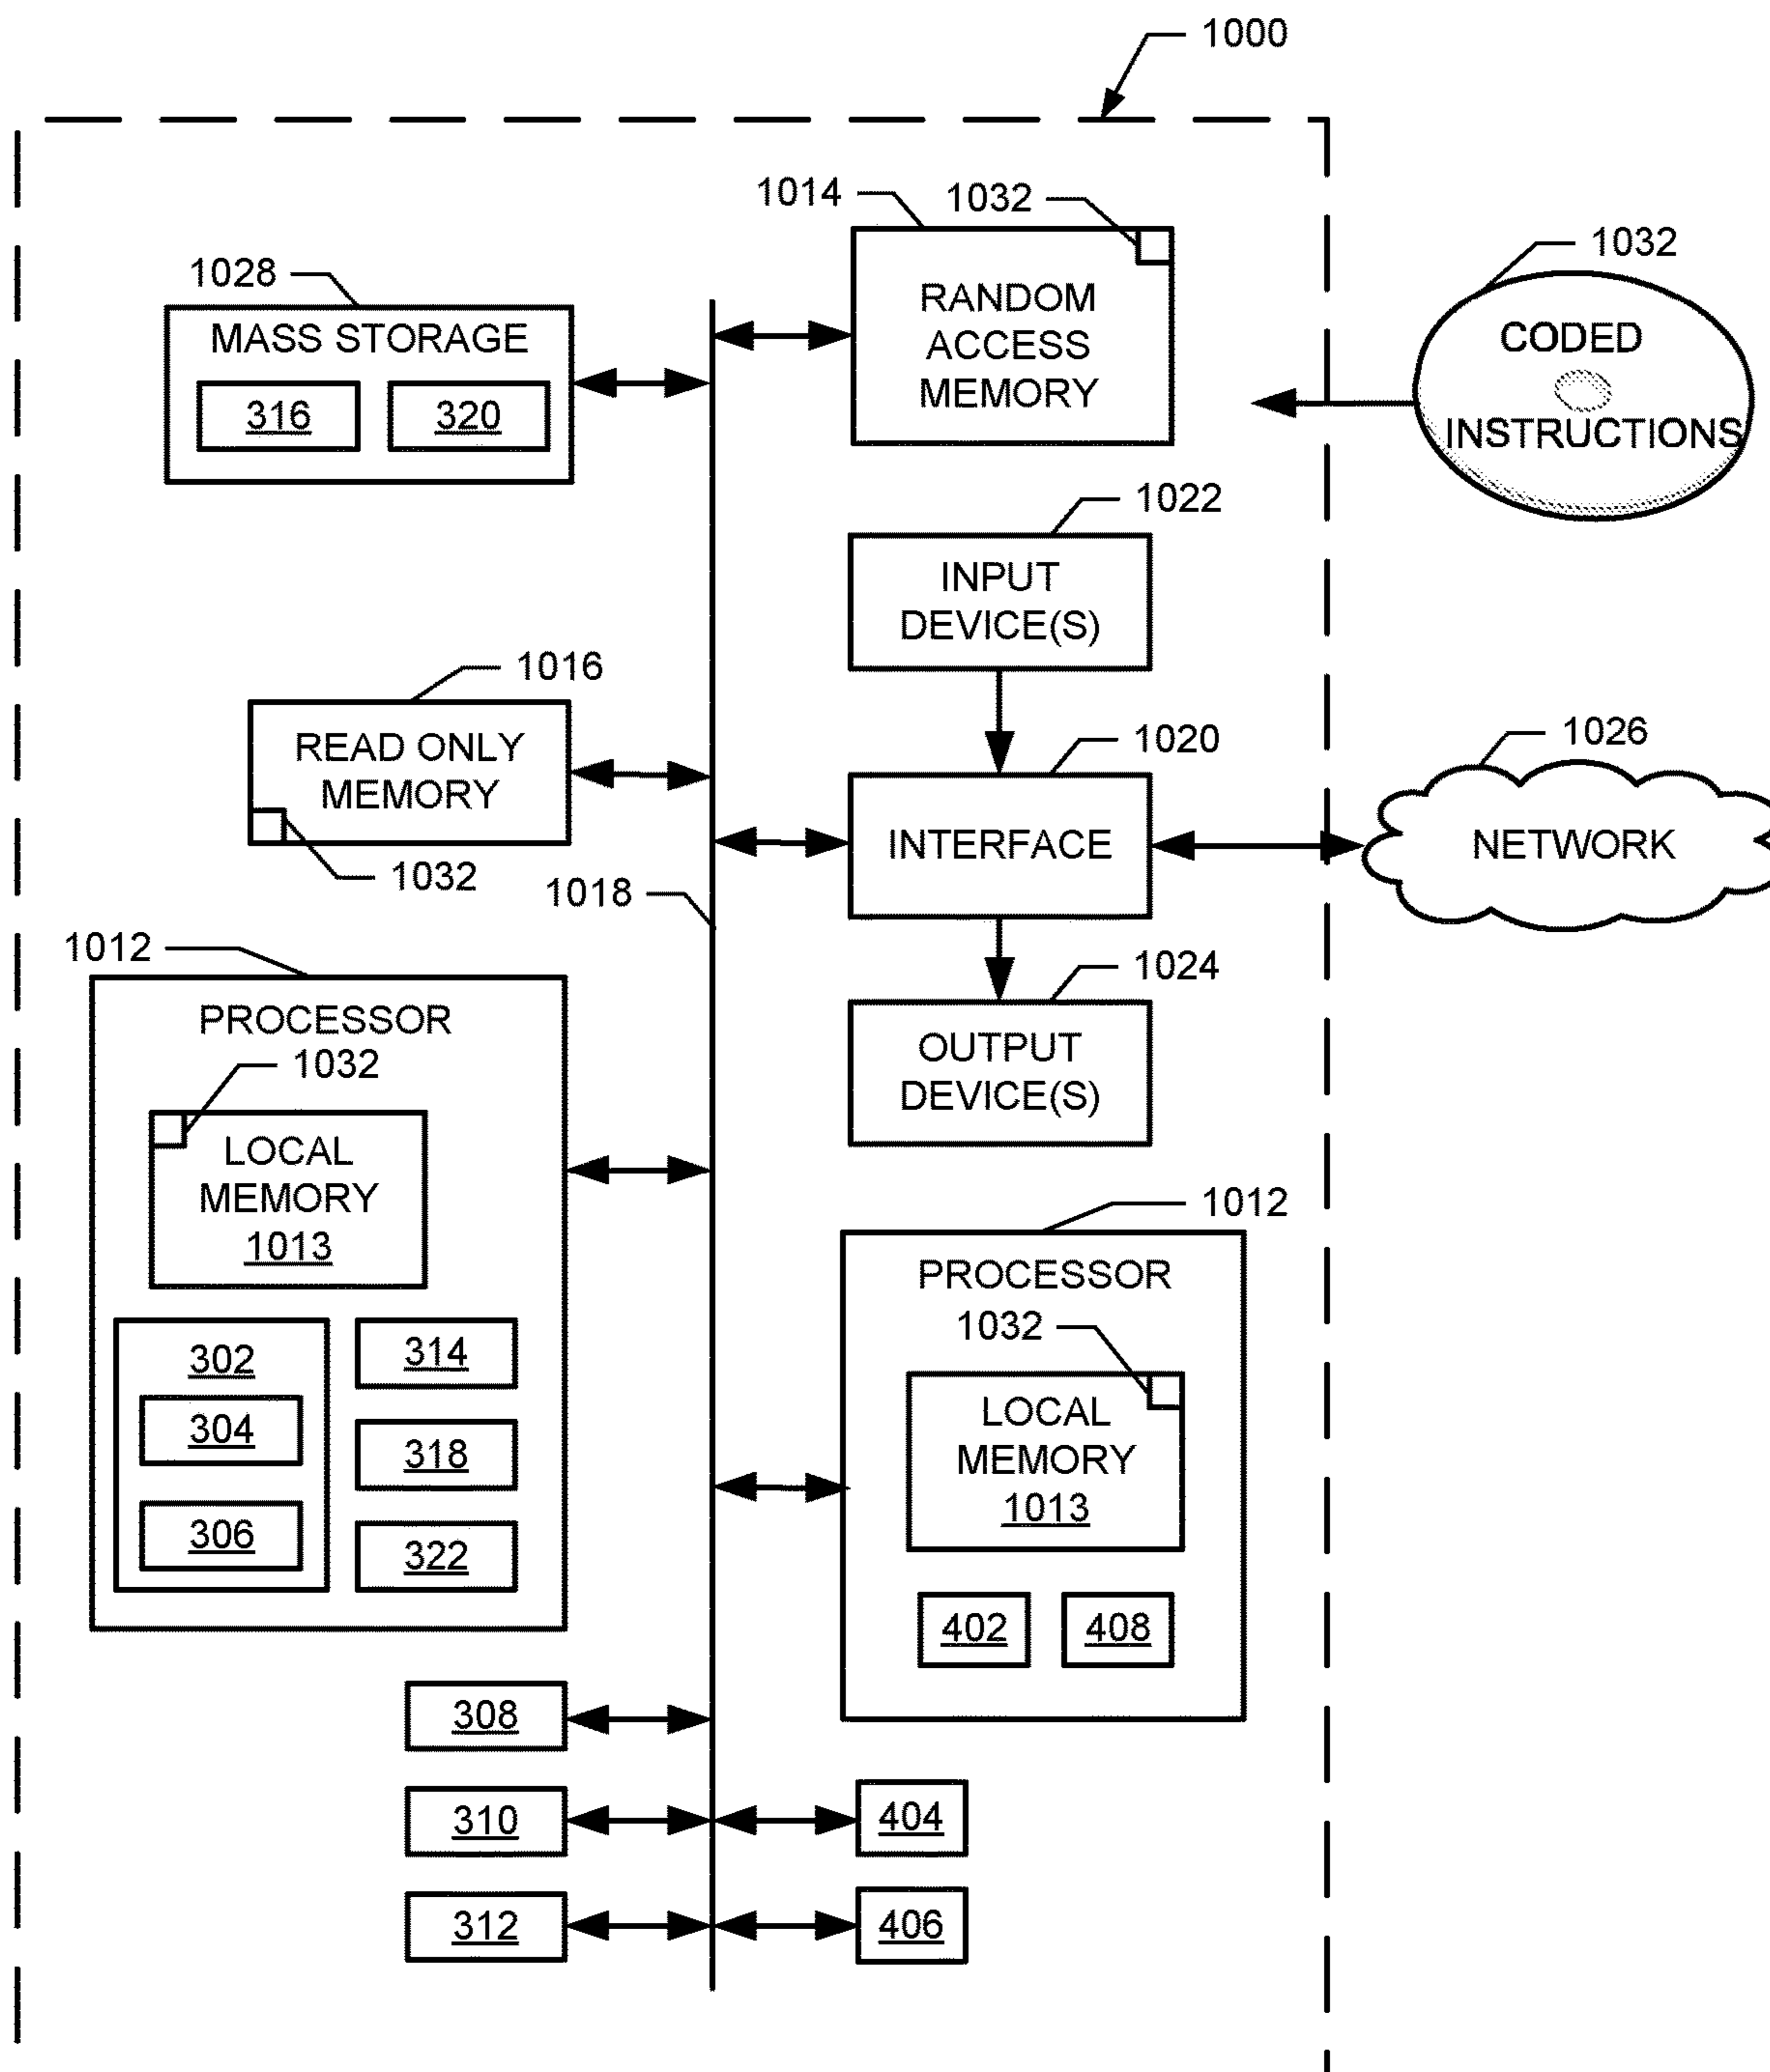 1000
1014
1032
RANDOM
ACCESS
MEMORY
1028
MASS STORAGE
316
320
1032
CODED
INSTRUCTIONS
1022
INPUT
DEVICE(S)
1016
READ ONLY
MEMORY
1032
1020
INTERFACE
1026
NETWORK
1018
1024
OUTPUT
DEVICE(S)
1012
PROCESSOR
1032
LOCAL
MEMORY
1013
302
304
306
314
318
322
1012
PROCESSOR
1032
LOCAL
MEMORY
1013
402
408
308
310
312
404
406